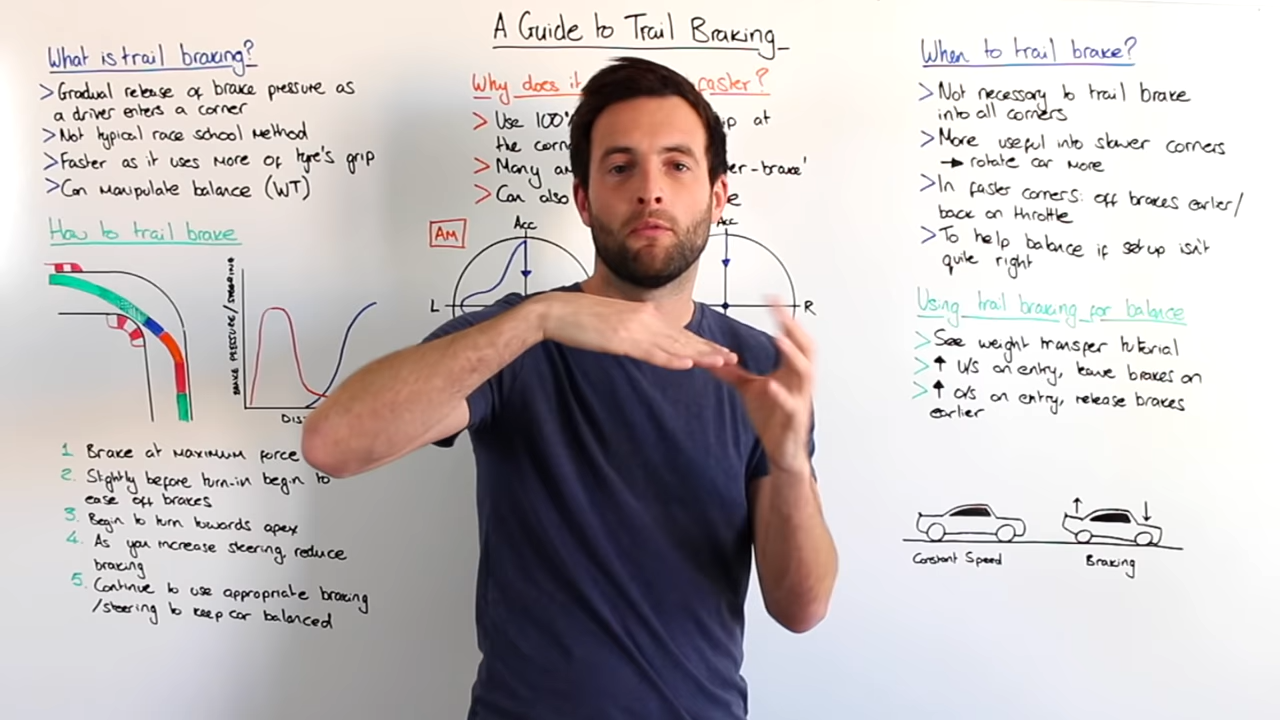 A Guide to Trail Braking
What is trail braking?
> Gradual release of brake pressure as
a driver enters a corner
> Not typical race school method
> Faster as it uses more of tyre's grip
> Can manipulate balance (WT)
How to trail brake
BRAKE PRESSURE/STEERING
DIS
1 Brake at maximum force
2. Slightly before turn-in begin to
ease off brakes
3. Begin to turn towards apex
4. As you increase steering, reduce
braking
5. Continue to use appropriate braking
/steering to keep car balanced
Why does it faster?
> Use 100% at
the
> Many
> Can also
AM
Acc
L
Acc
R
When to trail brake?
> Not necessary to trail brake
into all corners
> More useful into slower corners
→ rotate car more
> In faster corners: off brakes earlier/
back on throttle
> To help balance if setup isn't
quite right
Using trail braking for balance
> See weight transfer tutorial
> ↑ U/S on entry, leave brakes on
> ↑ O/S on entry, release brakes
earlier
Constant Speed
Braking